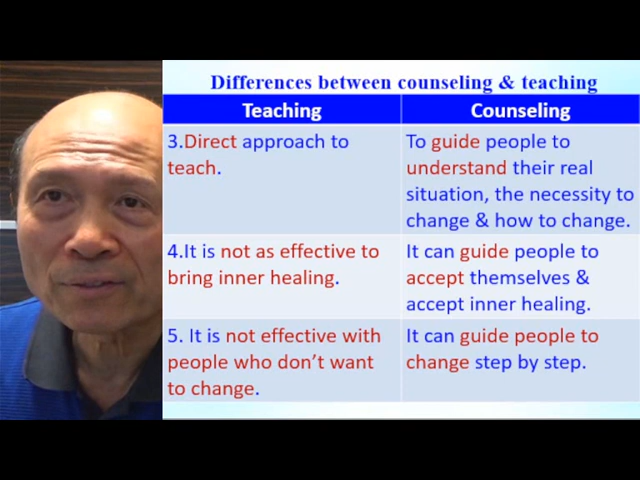 Differences between counseling & teaching
Teaching
Counseling
3.Direct approach to
teach.
To guide people to
understand their real
situation, the necessity to
change & how to change.
4.It is not as effective to
bring inner healing.
It can guide people to
accept themselves &
accept inner healing.
5. It is not effective with
people who don’t want
to change.
It can guide people to
change step by step.